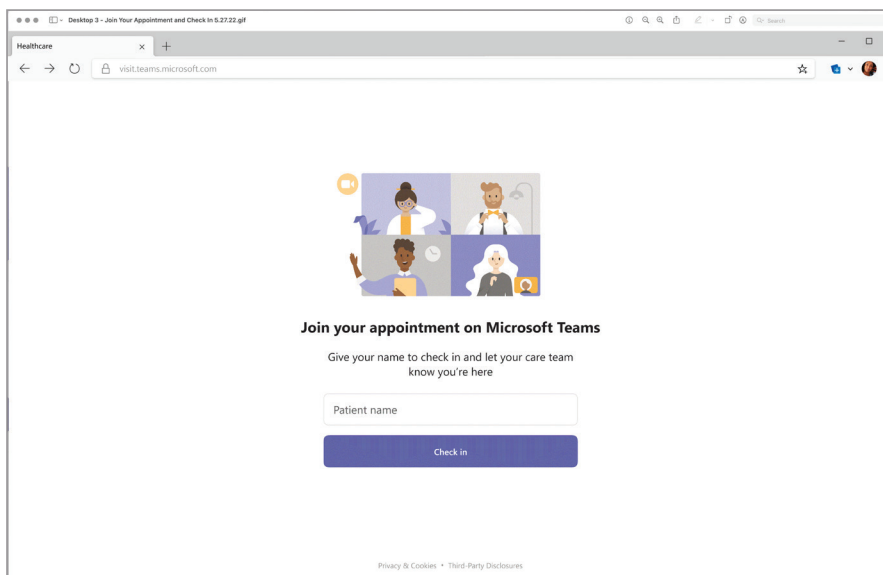 Desktop 3 - Join Your Appointment and Check In 5.27.22.gif
Search
Healthcare
visit.teams.microsoft.com
Join your appointment on Microsoft Teams
Give your name to check in and let your care team
know you're here
Patient name
Check in
Privacy & Cookies • Third-Party Disclosures